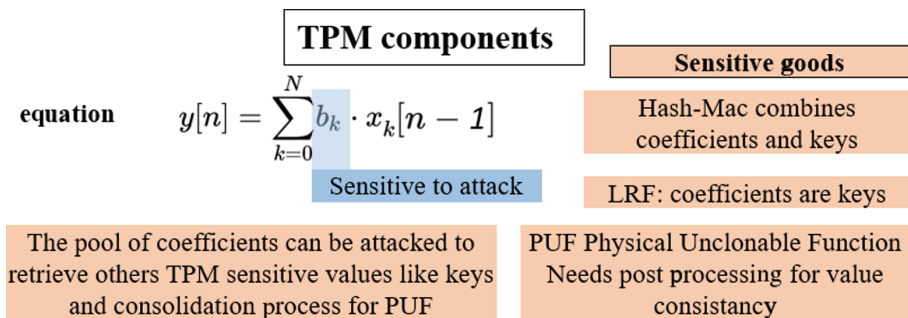 TPM components
Sensitive goods
equation
y[n] = \sum_{k=0}^{N} b_k · x_k[n − 1]
Hash-Mac combines
coefficients and keys
Sensitive to attack
LRF: coefficients are keys
The pool of coefficients can be attacked to
retrieve others TPM sensitive values like keys
and consolidation process for PUF
PUF Physical Unclonable Function
Needs post processing for value
consistancy